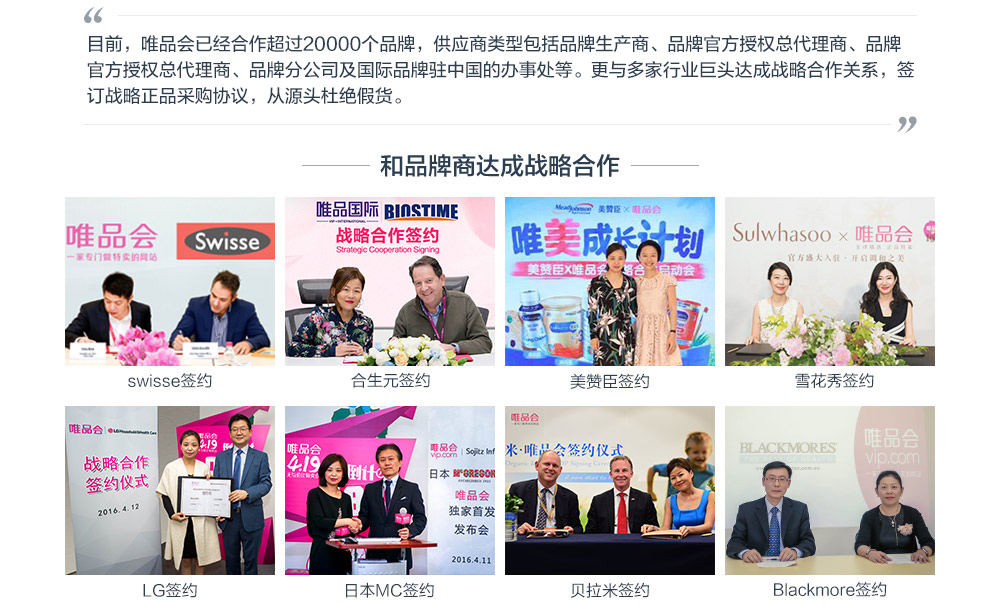 “
目前，唯品会已经合作超过20000个品牌，供应商类型包括品牌生产商、品牌官方授权总代理商、品牌
官方授权总代理商、品牌分公司及国际品牌驻中国的办事处等。更与多家行业巨头达成战略合作关系，签
订战略正品采购协议，从源头杜绝假货。
”
和品牌商达成战略合作
唯品会
一家专门做特卖的网站
Swisse
唯品国际
VIP·INTERNATIONAL
BIOSTIME
战略合作签约
Strategic Cooperation Signing
MeadJohnson
美赞臣×唯品会
唯美成长计划
美赞臣X唯品会
启动会
Sulwhasoo × 唯品会
官方盛大入驻·开启调和之美
swisse签约
合生元签约
美赞臣签约
雪花秀签约
唯品会
LG Household & Health Care
战略合作
签约仪式
2016.4.12
唯品会
4.19
唯品会
4.19
倒什
唯品会
vip.com
Sojitz Inf
日本 McGREGOR
唯品会
独家首发
发布会
2016.4.11
唯品会
米·唯品会签约仪式
BLACKMORES
唯品会
vip.com
LG签约
日本MC签约
贝拉米签约
Blackmore签约